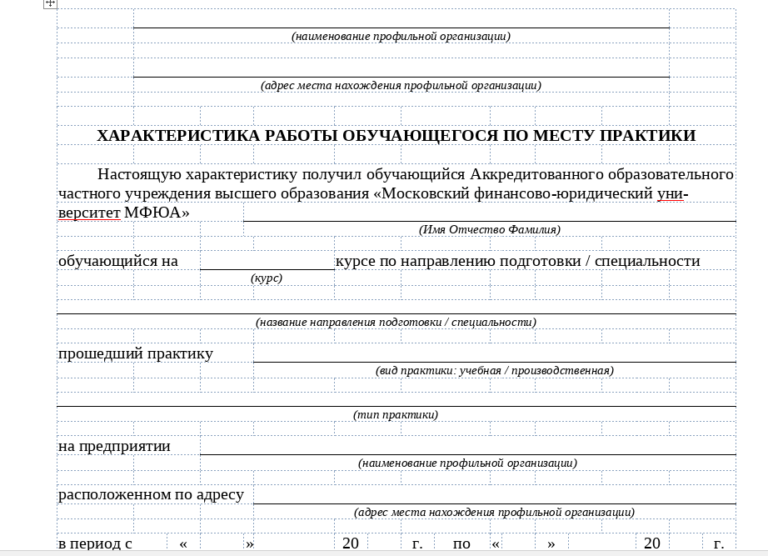 (наименование профильной организации)
(адрес места нахождения профильной организации)
ХАРАКТЕРИСТИКА РАБОТЫ ОБУЧАЮЩЕГОСЯ ПО МЕСТУ ПРАКТИКИ
Настоящую характеристику получил обучающийся Аккредитованного образовательного
частного учреждения высшего образования «Московский финансово-юридический уни-
верситет МФЮА»
(Имя Отчество Фамилия)
обучающийся на курсе по направлению подготовки / специальности
(курс)
(название направления подготовки / специальности)
прошедший практику
(вид практики: учебная / производственная)
(тип практики)
на предприятии
(наименование профильной организации)
расположенном по адресу
(адрес места нахождения профильной организации)
в период с « » 20 г. по « » 20 г.